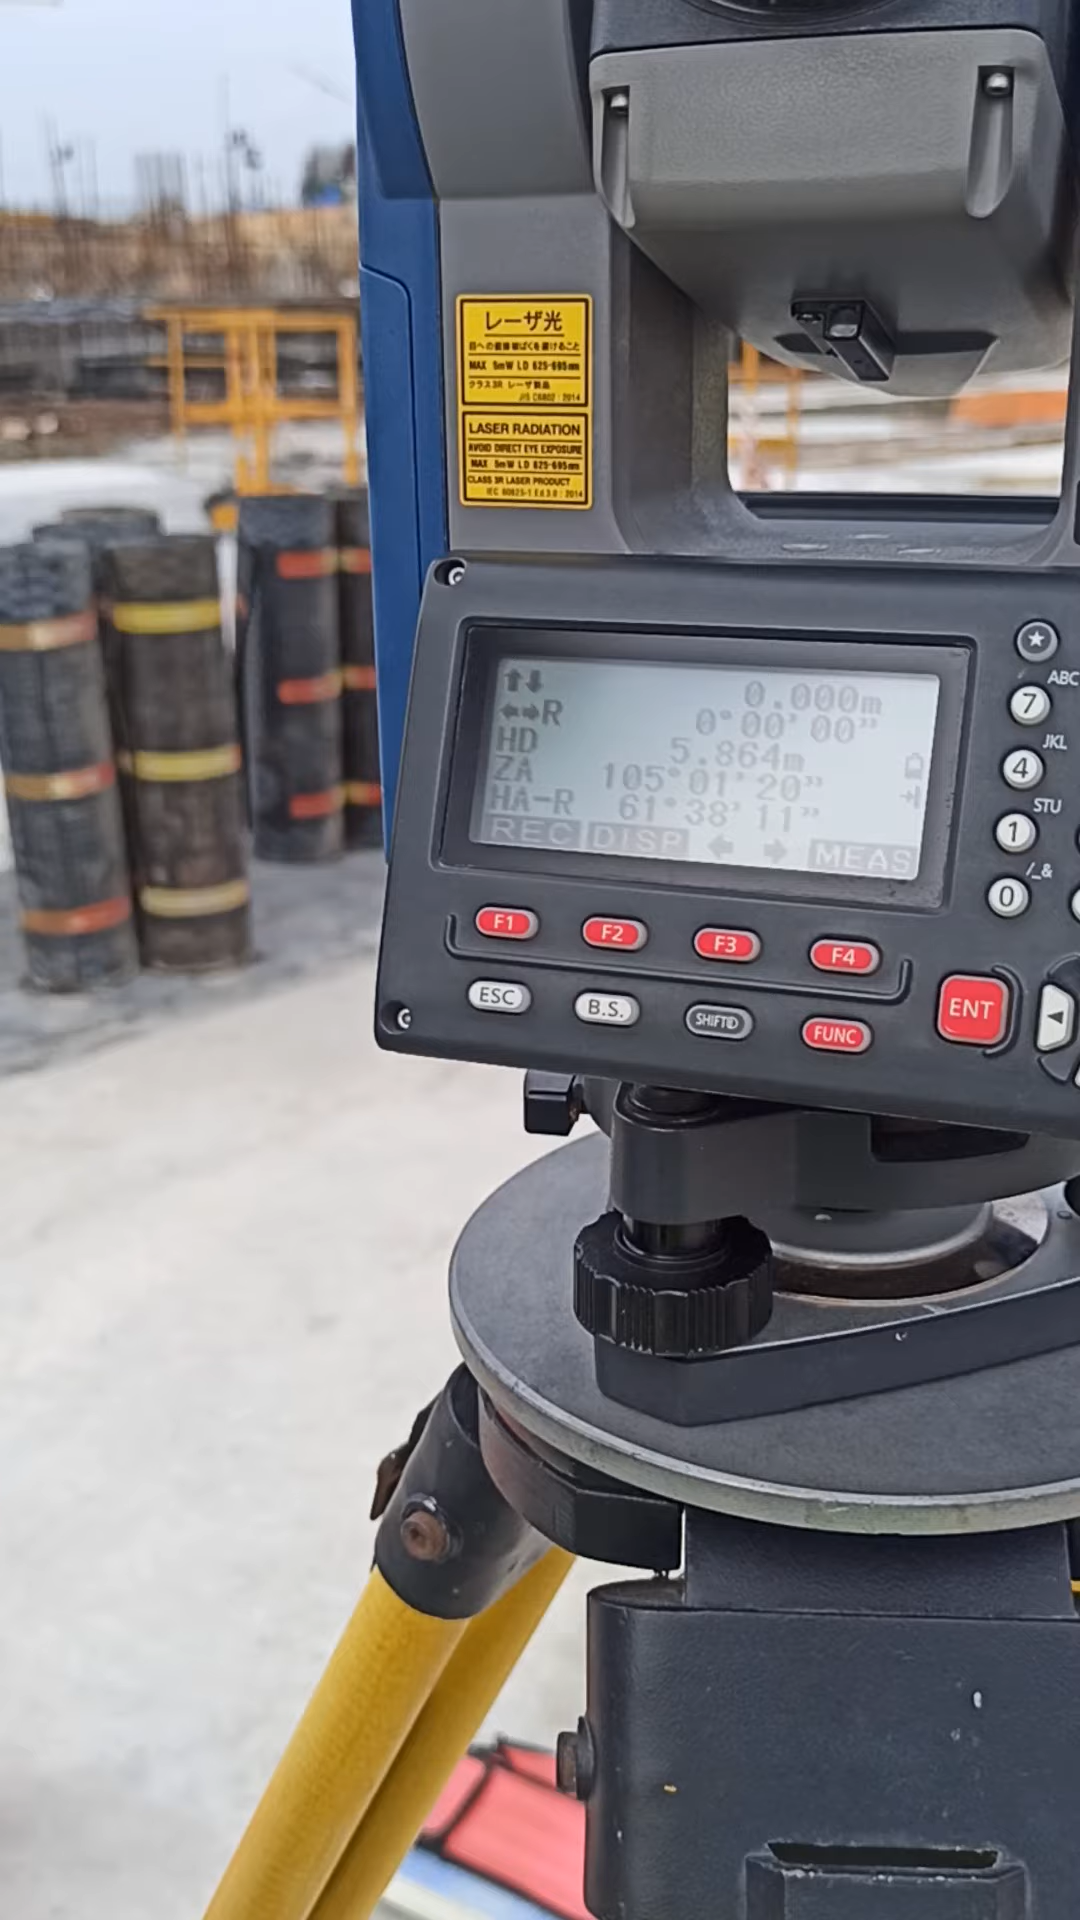 レーザ光
目への直接被ばくを避けること
MAX 5mW LD 625-695nm
クラス3R レーザ製品
JIS C6802 : 2014
LASER RADIATION
AVOID DIRECT EYE EXPOSURE
MAX 5mW LD 625-695nm
CLASS 3R LASER PRODUCT
IEC 60825-1 Ed.3.0 : 2014
↑↓ 0.000m
←→R 0°00'00"
HD 5.864m
ZA 105°01'20"
HA-R 61°38'11"
REC DISP ← → MEAS
★
ABC
7
JKL
4
STU
1
/_&
0
F1 F2 F3 F4
ESC B.S. SHIFT FUNC ENT